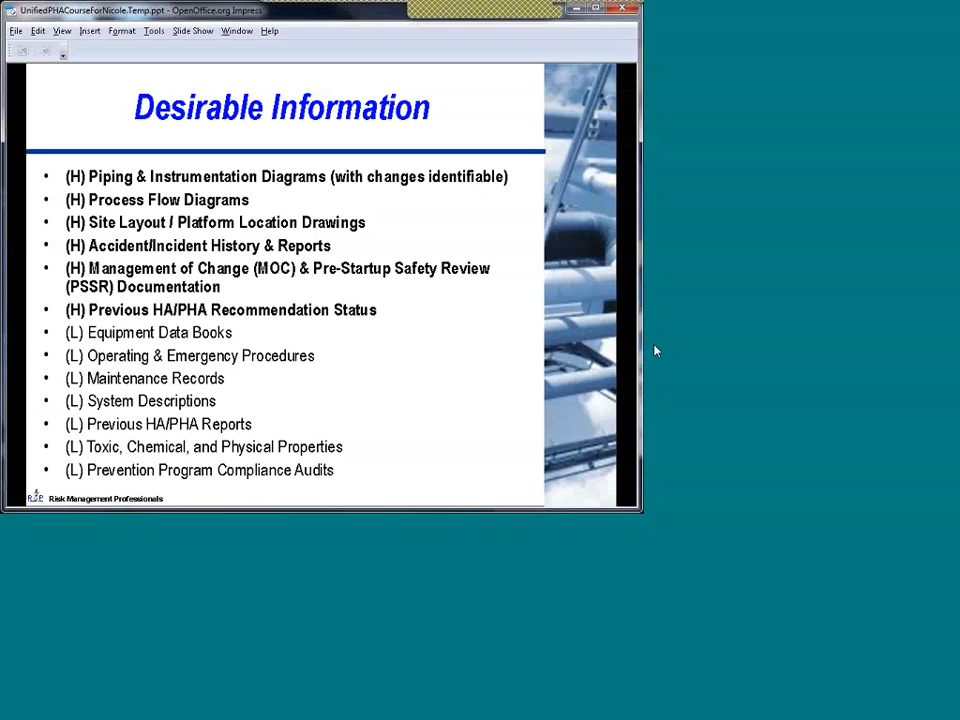 UnifiedPHACourseForNicole.Temp.ppt - OpenOffice.org Impress
File Edit View Insert Format Tools Slide Show Window Help
Desirable Information
• (H) Piping & Instrumentation Diagrams (with changes identifiable)
• (H) Process Flow Diagrams
• (H) Site Layout / Platform Location Drawings
• (H) Accident/Incident History & Reports
• (H) Management of Change (MOC) & Pre-Startup Safety Review
(PSSR) Documentation
• (H) Previous HA/PHA Recommendation Status
• (L) Equipment Data Books
• (L) Operating & Emergency Procedures
• (L) Maintenance Records
• (L) System Descriptions
• (L) Previous HA/PHA Reports
• (L) Toxic, Chemical, and Physical Properties
• (L) Prevention Program Compliance Audits
Risk Management Professionals